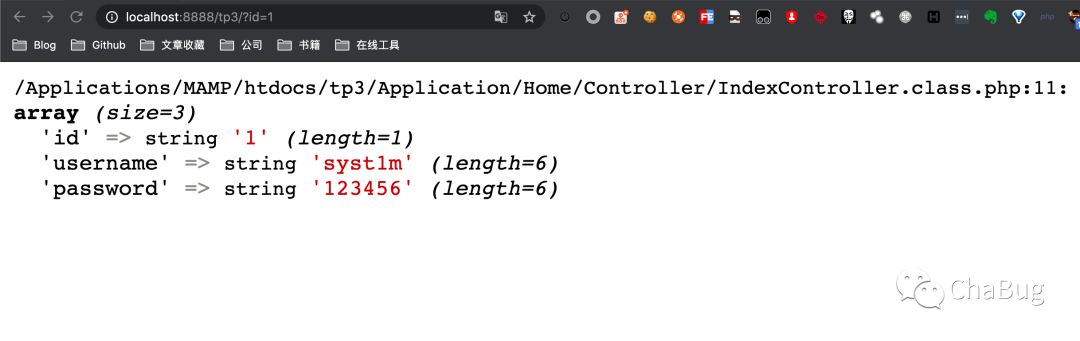 localhost:8888/tp3/?id=1
Blog Github 文章收藏 公司 书籍 在线工具
/Applications/MAMP/htdocs/tp3/Application/Home/Controller/IndexController.class.php:11:
array (size=3)
'id' => string '1' (length=1)
'username' => string 'syst1m' (length=6)
'password' => string '123456' (length=6)
ChaBug